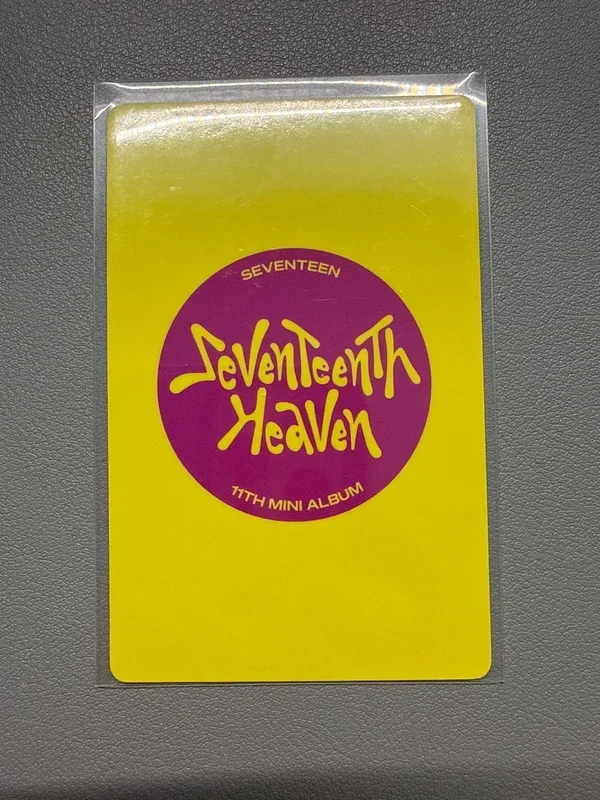 SEVENTEEN
SevenTeenTh
Heaven
11TH MINI ALBUM